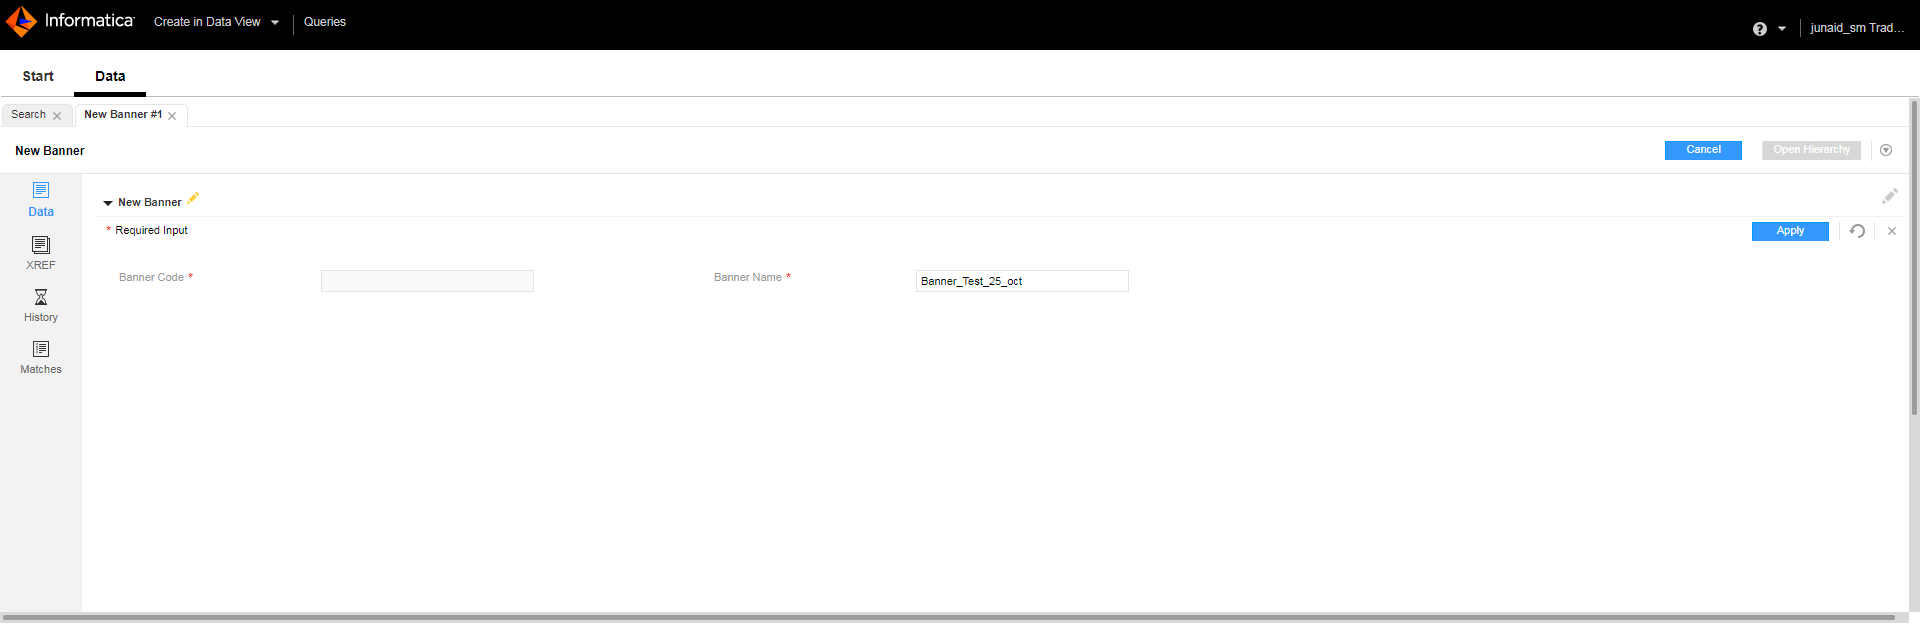 Informatica Create in Data View Queries ? junaid_sm Trad...
Start Data
Search New Banner #1
New Banner Cancel Open Hierarchy
Data
New Banner
* Required Input Apply
XREF
Banner Code * Banner Name * Banner_Test_25_oct
History
Matches